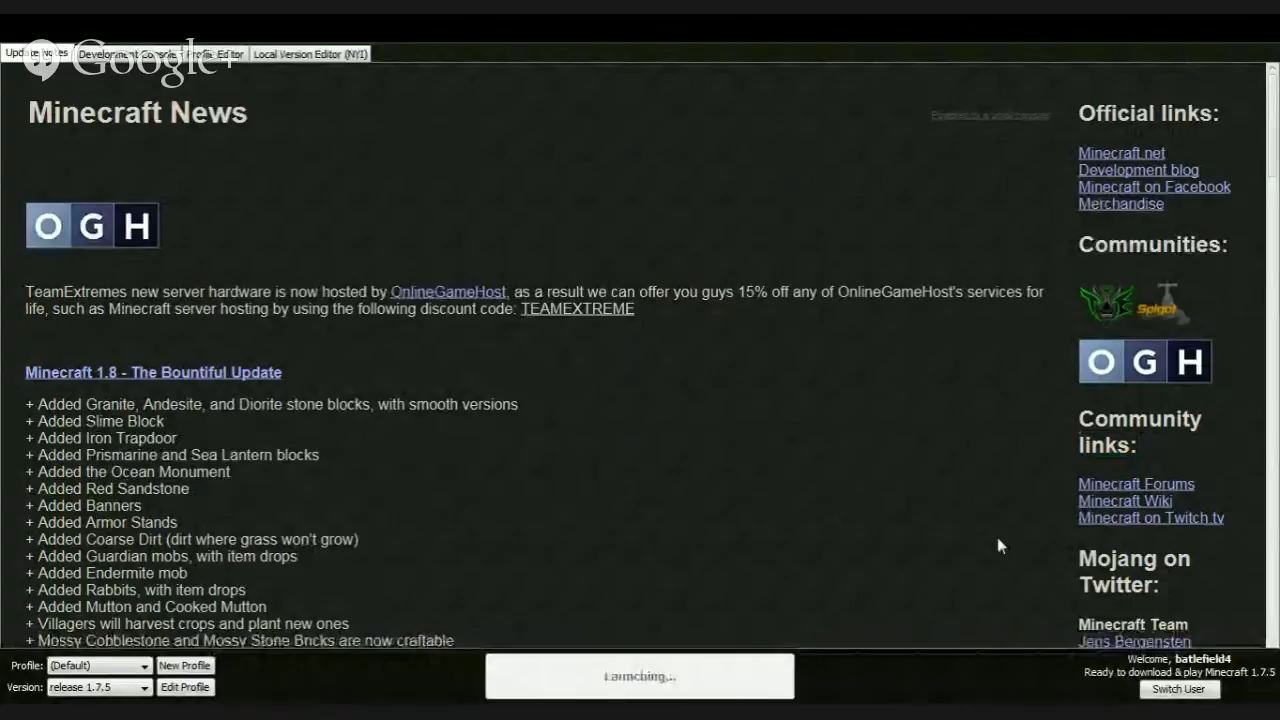 Update Notes
Development Console
Profile Editor
Local Version Editor (NYI)
Google+
Minecraft News
OGH
TeamExtremes new server hardware is now hosted by OnlineGameHost, as a result we can offer you guys 15% off any of OnlineGameHost's services for
life, such as Minecraft server hosting by using the following discount code: TEAMEXTREME
Minecraft 1.8 - The Bountiful Update
+ Added Granite, Andesite, and Diorite stone blocks, with smooth versions
+ Added Slime Block
+ Added Iron Trapdoor
+ Added Prismarine and Sea Lantern blocks
+ Added the Ocean Monument
+ Added Red Sandstone
+ Added Banners
+ Added Armor Stands
+ Added Coarse Dirt (dirt where grass won't grow)
+ Added Guardian mobs, with item drops
+ Added Endermite mob
+ Added Rabbits, with item drops
+ Added Mutton and Cooked Mutton
+ Villagers will harvest crops and plant new ones
+ Mossy Cobblestone and Mossy Stone Bricks are now craftable
Official links:
Minecraft.net
Development blog
Minecraft on Facebook
Merchandise
Communities:
Spigot
OGH
Community
links:
Minecraft Forums
Minecraft Wiki
Minecraft on Twitch.tv
Mojang on
Twitter:
Minecraft Team
Jens Bergensten
Profile: (Default) New Profile
Version: release 1.7.5 Edit Profile
Launching...
Welcome, batlefield4
Ready to download & play Minecraft 1.7.5
Switch User